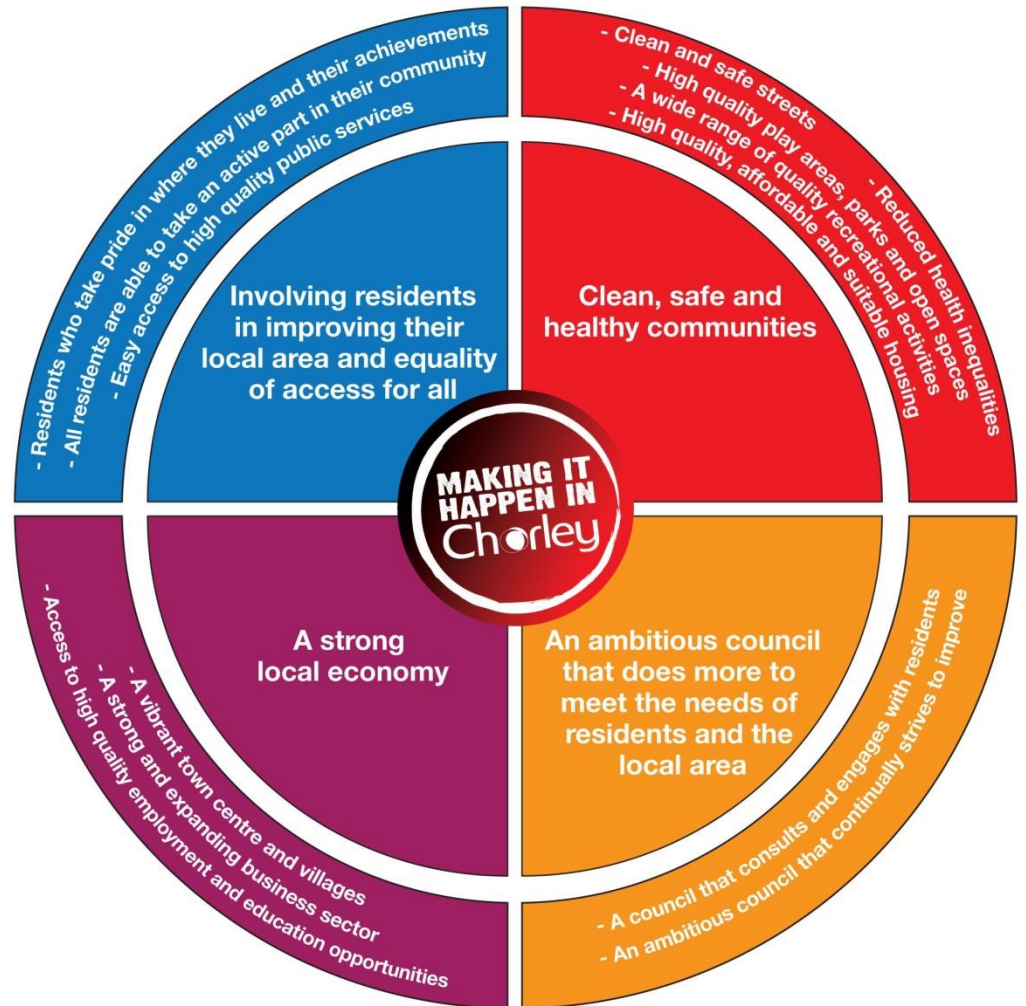 - Residents who take pride in where they live and their achievements
- All residents are able to take an active part in their community
- Easy access to high quality public services
Involving residents
in improving their
local area and equality
of access for all
- Clean and safe streets
- High quality play areas, parks and open spaces
- A wide range of quality recreational activities
- High quality, affordable and suitable housing
- Reduced health inequalities
Clean, safe and
healthy communities
MAKING IT
HAPPEN IN
Chorley
A strong
local economy
- A vibrant town centre and villages
- A strong and expanding business sector
- Access to high quality employment and education opportunities
An ambitious council
that does more to
meet the needs of
residents and the
local area
- A council that consults and engages with residents
- An ambitious council that continually strives to improve